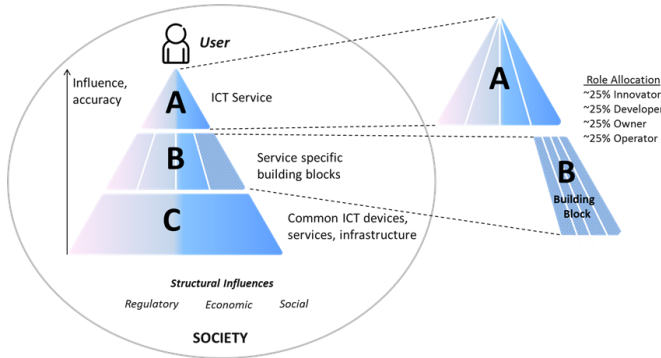 User
Influence,
accuracy
A
ICT Service
B
Service specific
building blocks
C
Common ICT devices,
services, infrastructure
Structural Influences
Regulatory Economic Social
SOCIETY
A
Role Allocation
~25% Innovator
~25% Developer
~25% Owner
~25% Operator
B
Building
Block